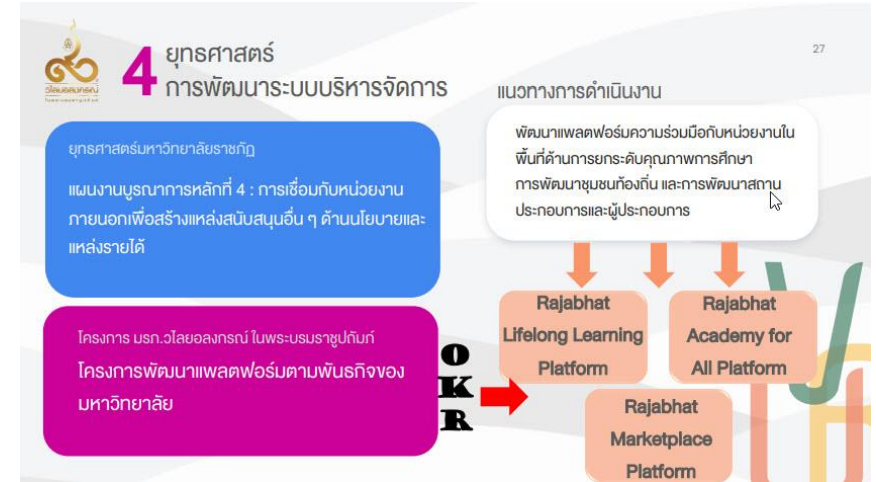 27
4
ยุทธศาสตร์
การพัฒนาระบบบริหารจัดการ
วไลยอลงกรณ์
ยุทธศาสตร์มหาวิทยาลัยราชภัฏ
แผนงานบูรณาการหลักที่ 4 : การเชื่อมกับหน่วยงาน
ภายนอกเพื่อสร้างแหล่งสนับสนุนอื่น ๆ ด้านนโยบายและ
แหล่งรายได้
โครงการ มรภ.วไลยอลงกรณ์ ในพระบรมราชูปถัมภ์
โครงการพัฒนาแพลตฟอร์มตามพันธกิจของ
มหาวิทยาลัย
OKR
แนวทางการดำเนินงาน
พัฒนาแพลตฟอร์มความร่วมมือกับหน่วยงานใน
พื้นที่ด้านการยกระดับคุณภาพการศึกษา
การพัฒนาชุมชนท้องถิ่น และการพัฒนาสถาน
ประกอบการและผู้ประกอบการ
Rajabhat
Lifelong Learning
Platform
Rajabhat
Academy for
All Platform
Rajabhat
Marketplace
Platform